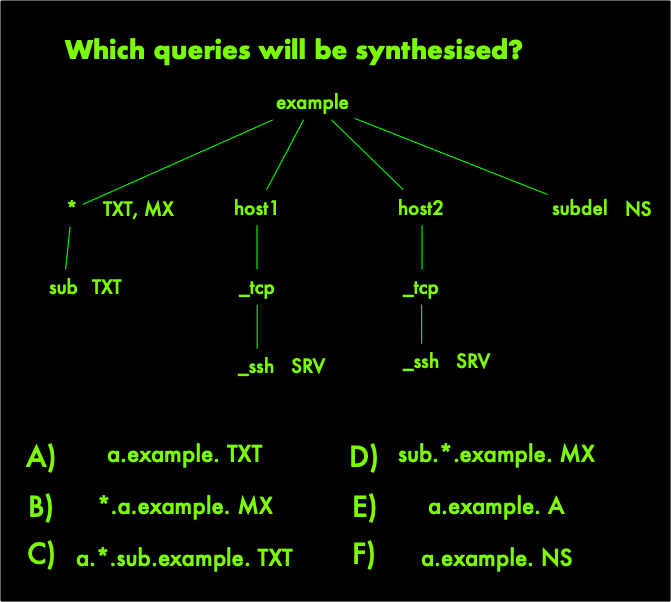 Which queries will be synthesised?
example
* TXT, MX host1 host2 subdel NS
sub TXT _tcp _tcp
_ssh SRV _ssh SRV
A) a.example. TXT D) sub.*.example. MX
B) *.a.example. MX E) a.example. A
C) a.*.sub.example. TXT F) a.example. NS